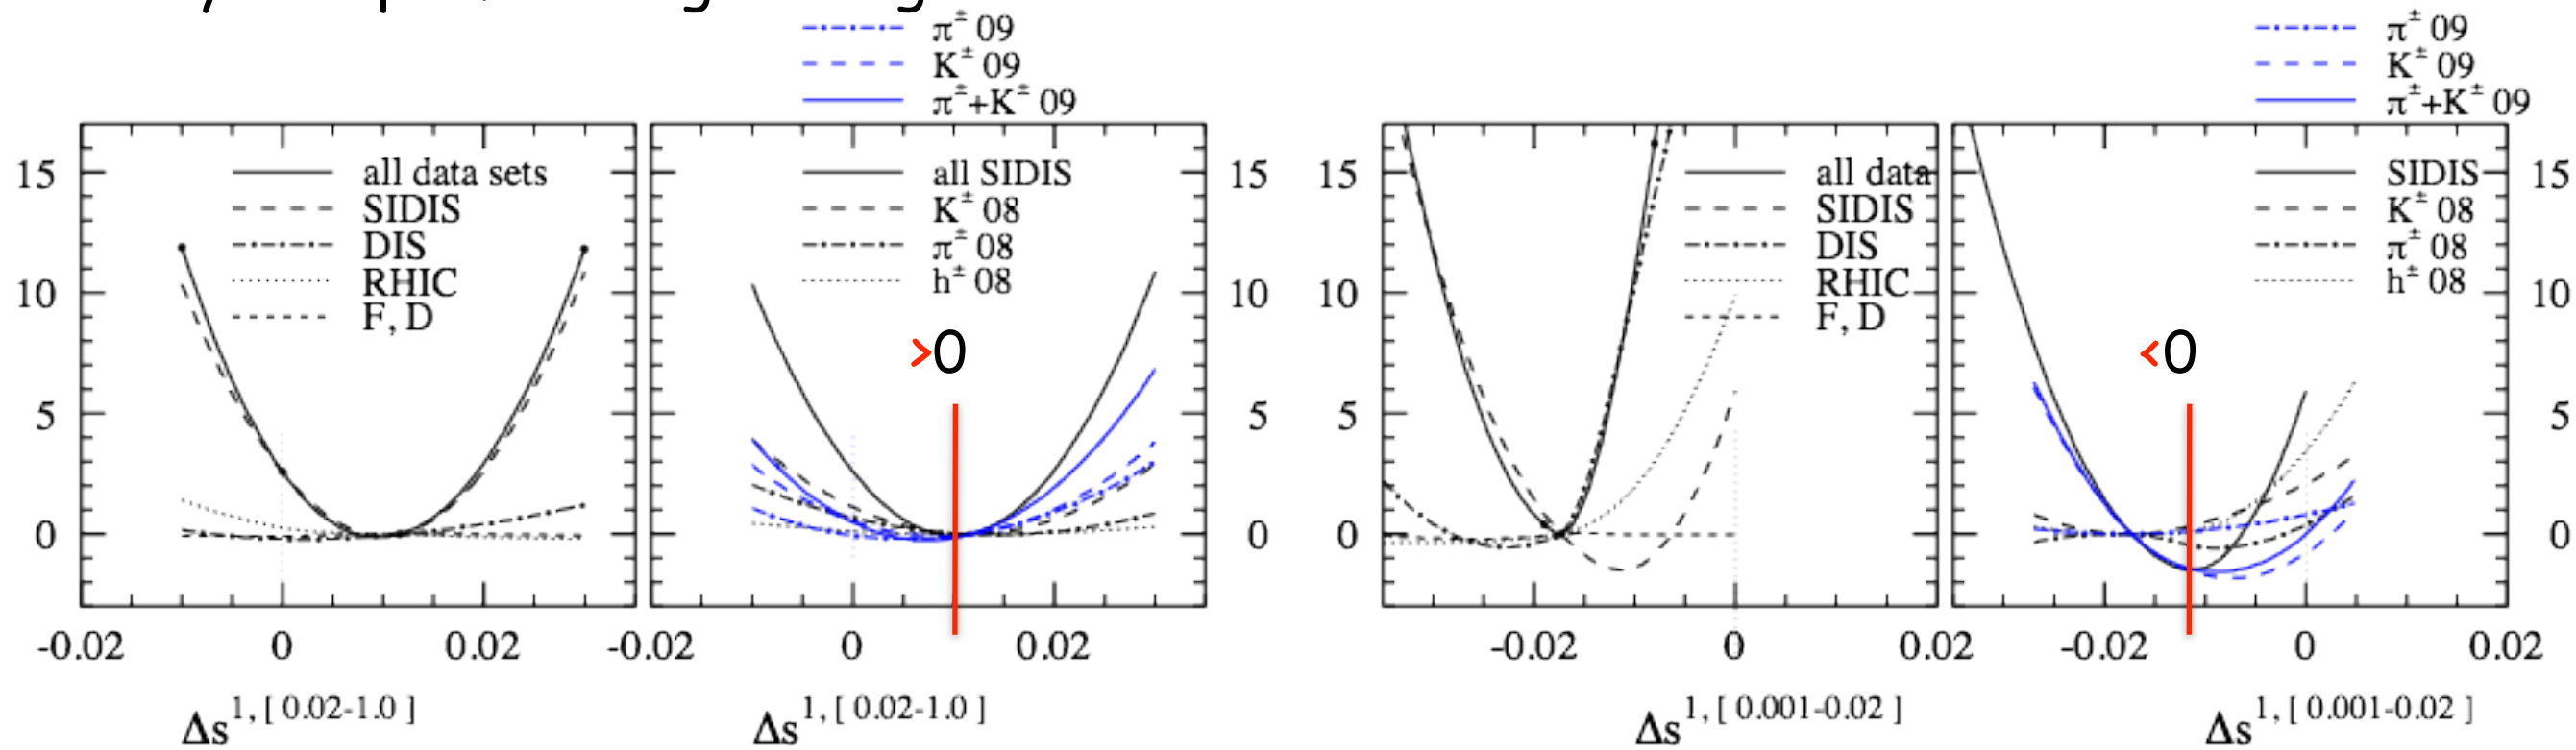 π± 09
K± 09
π±+K± 09
π± 09
K± 09
π±+K± 09
15
10
5
0
all data sets
SIDIS
DIS
RHIC
F, D
-0.02 0 0.02
Δs1, [ 0.02-1.0 ]
all SIDIS
K± 08
π± 08
h± 08
>0
15
10
5
0
-0.02 0 0.02
Δs1, [ 0.02-1.0 ]
15
10
5
0
all data
SIDIS
DIS
RHIC
F, D
-0.02 0 0.02
Δs1, [ 0.001-0.02 ]
SIDIS
K± 08
π± 08
h± 08
<0
15
10
5
0
-0.02 0 0.02
Δs1, [ 0.001-0.02 ]